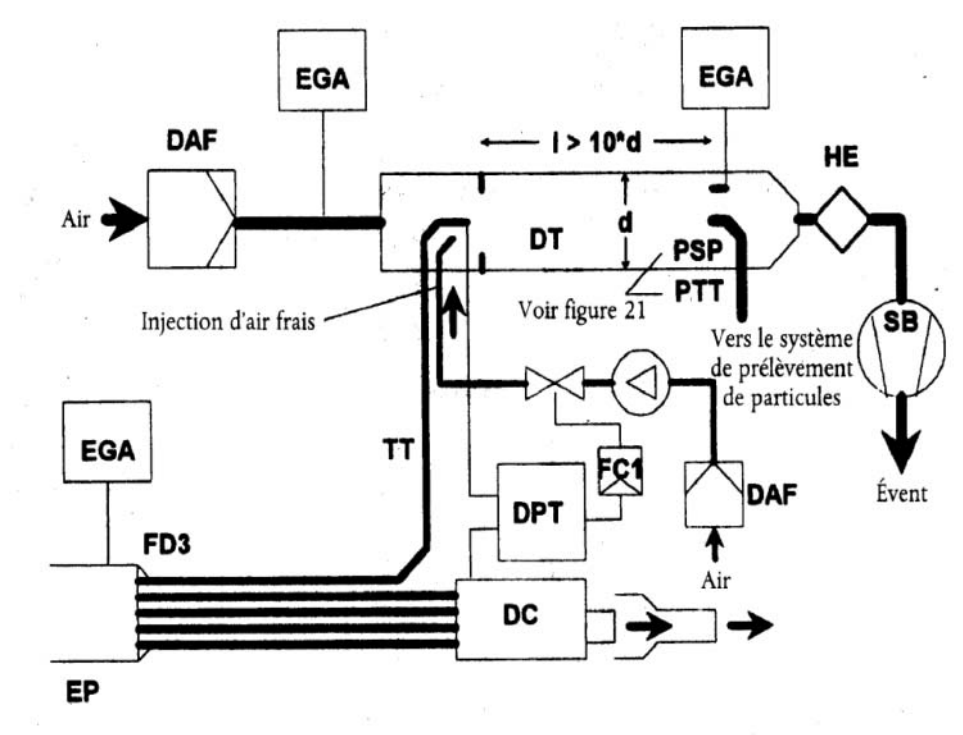 EGA
EGA
DAF
l > 10*d
HE
Air
DT
d
PSP
PTT
Voir figure 21
Injection d'air frais
SB
Vers le système
de prélèvement
de particules
EGA
TT
FC1
DPT
DAF
Évent
FD3
Air
DC
EP